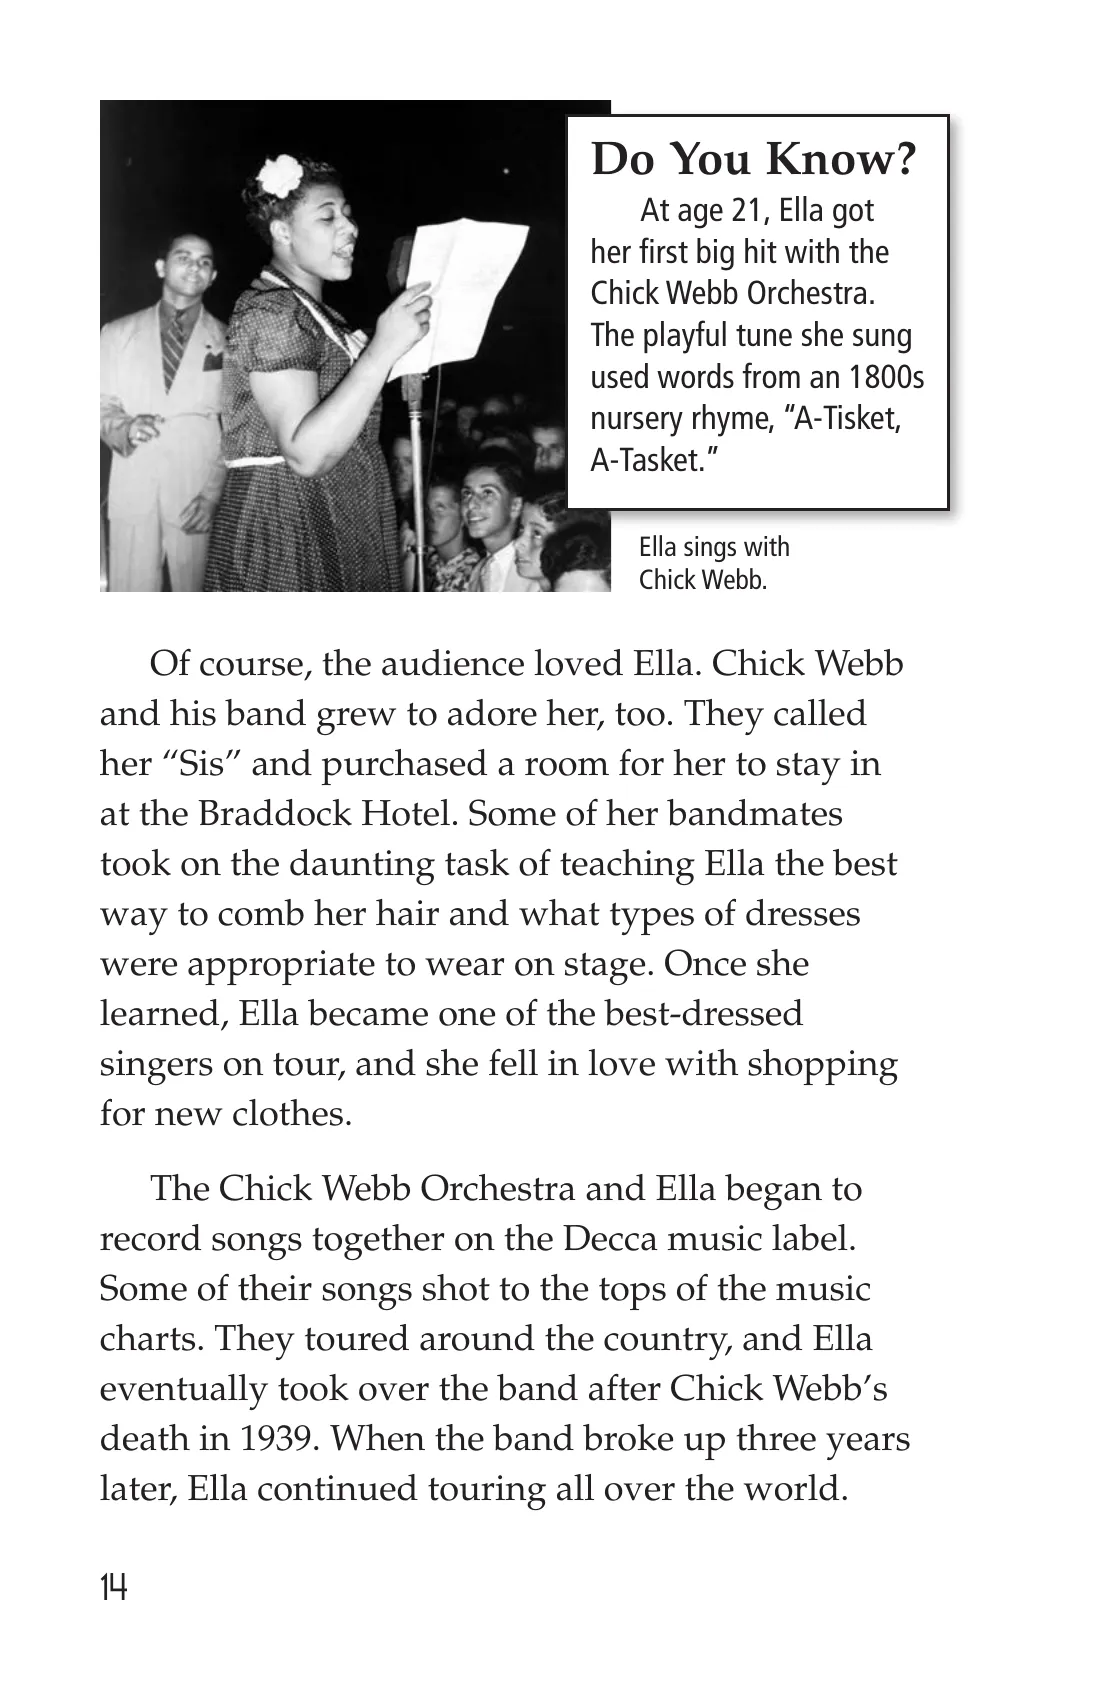 Do You Know?
At age 21, Ella got
her first big hit with the
Chick Webb Orchestra.
The playful tune she sung
used words from an 1800s
nursery rhyme, “A-Tisket,
A-Tasket.”
Ella sings with
Chick Webb.
Of course, the audience loved Ella. Chick Webb
and his band grew to adore her, too. They called
her “Sis” and purchased a room for her to stay in
at the Braddock Hotel. Some of her bandmates
took on the daunting task of teaching Ella the best
way to comb her hair and what types of dresses
were appropriate to wear on stage. Once she
learned, Ella became one of the best-dressed
singers on tour, and she fell in love with shopping
for new clothes.
The Chick Webb Orchestra and Ella began to
record songs together on the Decca music label.
Some of their songs shot to the tops of the music
charts. They toured around the country, and Ella
eventually took over the band after Chick Webb’s
death in 1939. When the band broke up three years
later, Ella continued touring all over the world.
14